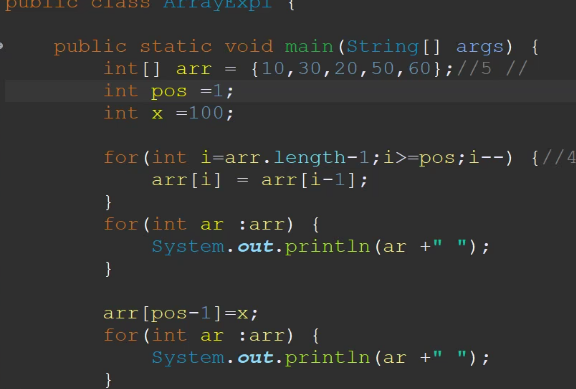 public class ArrayExp1 {
public static void main(String[] args) {
int[] arr = {10,30,20,50,60};//5 //
int pos =1;
int x =100;
for(int i=arr.length-1;i>=pos;i--) {//4
arr[i] = arr[i-1];
}
for(int ar :arr) {
System.out.println(ar +" ");
}
arr[pos-1]=x;
for(int ar :arr) {
System.out.println(ar +" ");
}